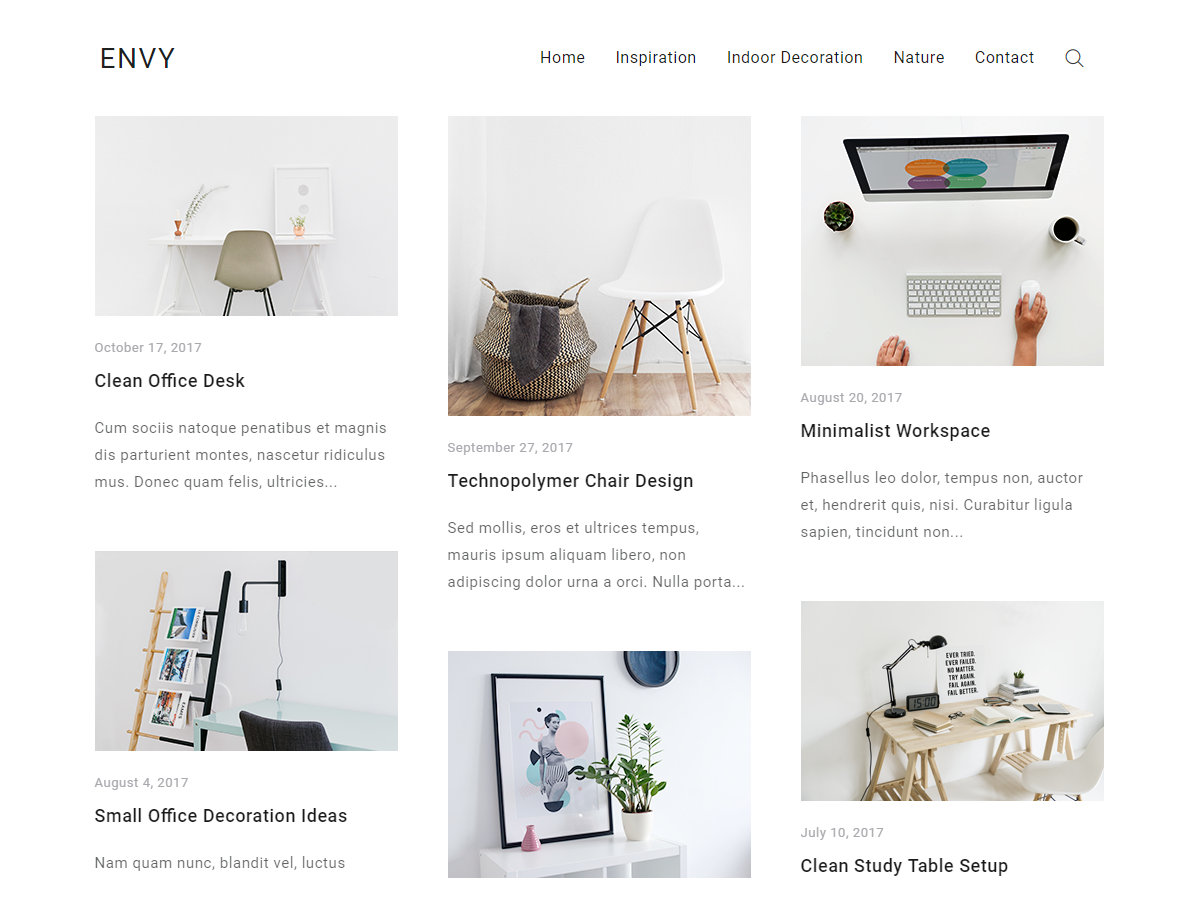 ENVY
Home
Inspiration
Indoor Decoration
Nature
Contact
October 17, 2017
Clean Office Desk
Cum sociis natoque penatibus et magnis
dis parturient montes, nascetur ridiculus
mus. Donec quam felis, ultricies...
September 27, 2017
Technopolymer Chair Design
Sed mollis, eros et ultrices tempus,
mauris ipsum aliquam libero, non
adipiscing dolor urna a orci. Nulla porta...
August 20, 2017
Minimalist Workspace
Phasellus leo dolor, tempus non, auctor
et, hendrerit quis, nisi. Curabitur ligula
sapien, tincidunt non...
August 4, 2017
Small Office Decoration Ideas
Nam quam nunc, blandit vel, luctus
EVER TRIED.
EVER FAILED.
NO MATTER.
TRY AGAIN.
FAIL AGAIN.
FAIL BETTER.
15:00
July 10, 2017
Clean Study Table Setup